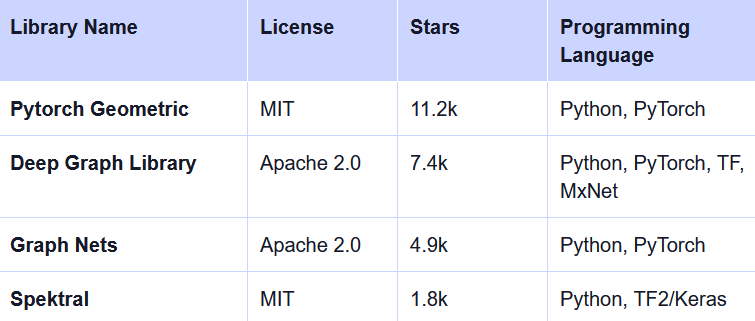 Library Name License Stars Programming
Language
Pytorch Geometric MIT 11.2k Python, PyTorch
Deep Graph Library Apache 2.0 7.4k Python, PyTorch, TF,
MxNet
Graph Nets Apache 2.0 4.9k Python, PyTorch
Spektral MIT 1.8k Python, TF2/Keras